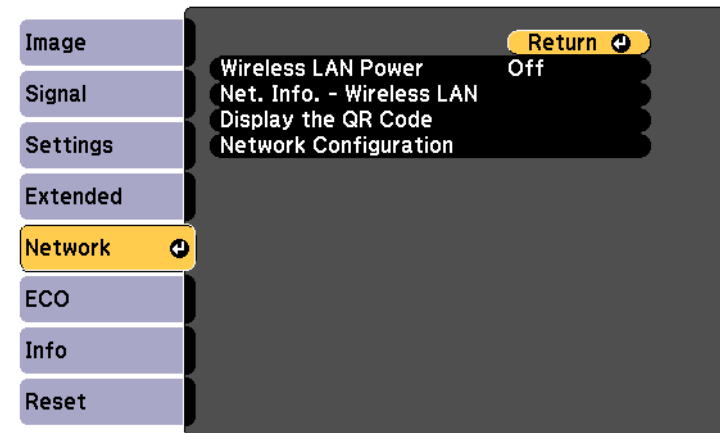 Image
Signal
Settings
Extended
Network
ECO
Info
Reset
Return
Wireless LAN Power Off
Net. Info. - Wireless LAN
Display the QR Code
Network Configuration